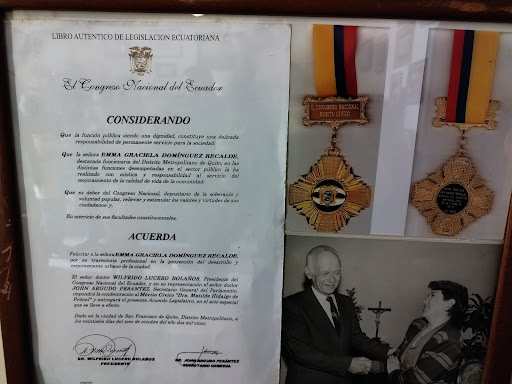 LIBRO AUTENTICO DE LEGISLACION ECUATORIANA
El Congreso Nacional del Ecuador
CONSIDERANDO
Que la función pública siendo una dignidad, constituye una delicada
responsabilidad de permanente servicio para la sociedad.
Que la señora EMMA GRACIELA DOMÍNGUEZ RECALDE,
destacada funcionaria del Distrito Metropolitano de Quito, en las
distintas funciones desempeñadas en el sector público la ha
realizado con mística y responsabilidad al servicio del
mejoramiento de la calidad de vida de la comunidad.
Que es deber del Congreso Nacional, depositario de la soberanía y
voluntad popular, relievar y estimular los valores y virtudes de sus
ciudadanos y,
En ejercicio de sus facultades constitucionales.
ACUERDA
Felicitar a la señora EMMA GRACIELA DOMÍNGUEZ RECALDE,
por su trayectoria profesional en la proyección del desarrollo y
mejoramiento urbano de la ciudad.
El señor doctor WILFRIDO LUCERO BOLAÑOS, Presidente del
Congreso Nacional del Ecuador, y en su representación el señor doctor
JOHN ARGUDO PESANTEZ, Secretario General del Parlamento,
impondrá la condecoración al Mérito Cívico "Dra. Matilde Hidalgo de
Prócel" y entregará el presente Acuerdo Legislativo, en el acto especial
que se lleve a efecto.
Dado en la ciudad de San Francisco de Quito, Distrito Metropolitano, a
los veintiséis días del mes de octubre del año dos mil cinco.
DR. WILFRIDO LUCERO BOLAÑOS
PRESIDENTE
DR. JOHN ARGUDO PESÁNTEZ
SECRETARIO GENERAL
H. CONGRESO NACIONAL
MERITO CIVICO